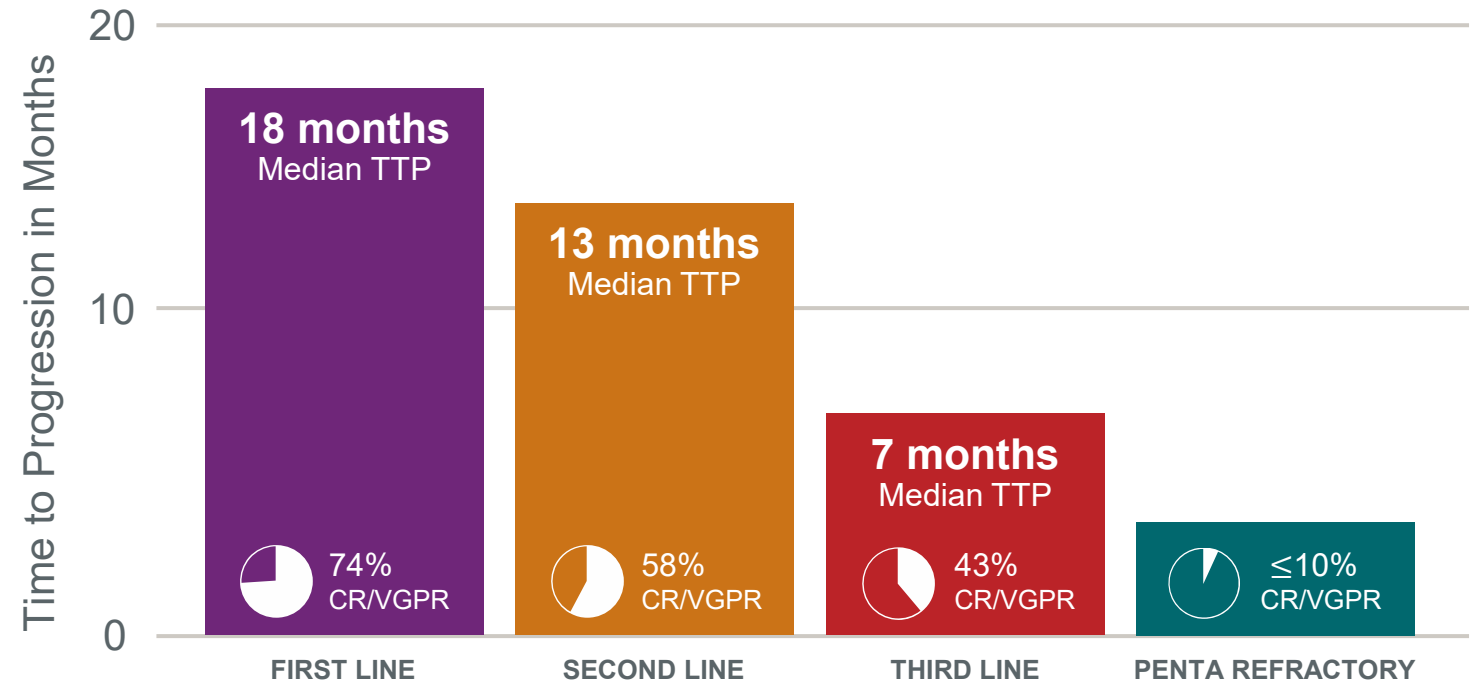 Time to Progression in Months
20
10
0
18 months
Median TTP
74%
CR/VGPR
FIRST LINE
13 months
Median TTP
58%
CR/VGPR
SECOND LINE
7 months
Median TTP
43%
CR/VGPR
THIRD LINE
≤10%
CR/VGPR
PENTA REFRACTORY